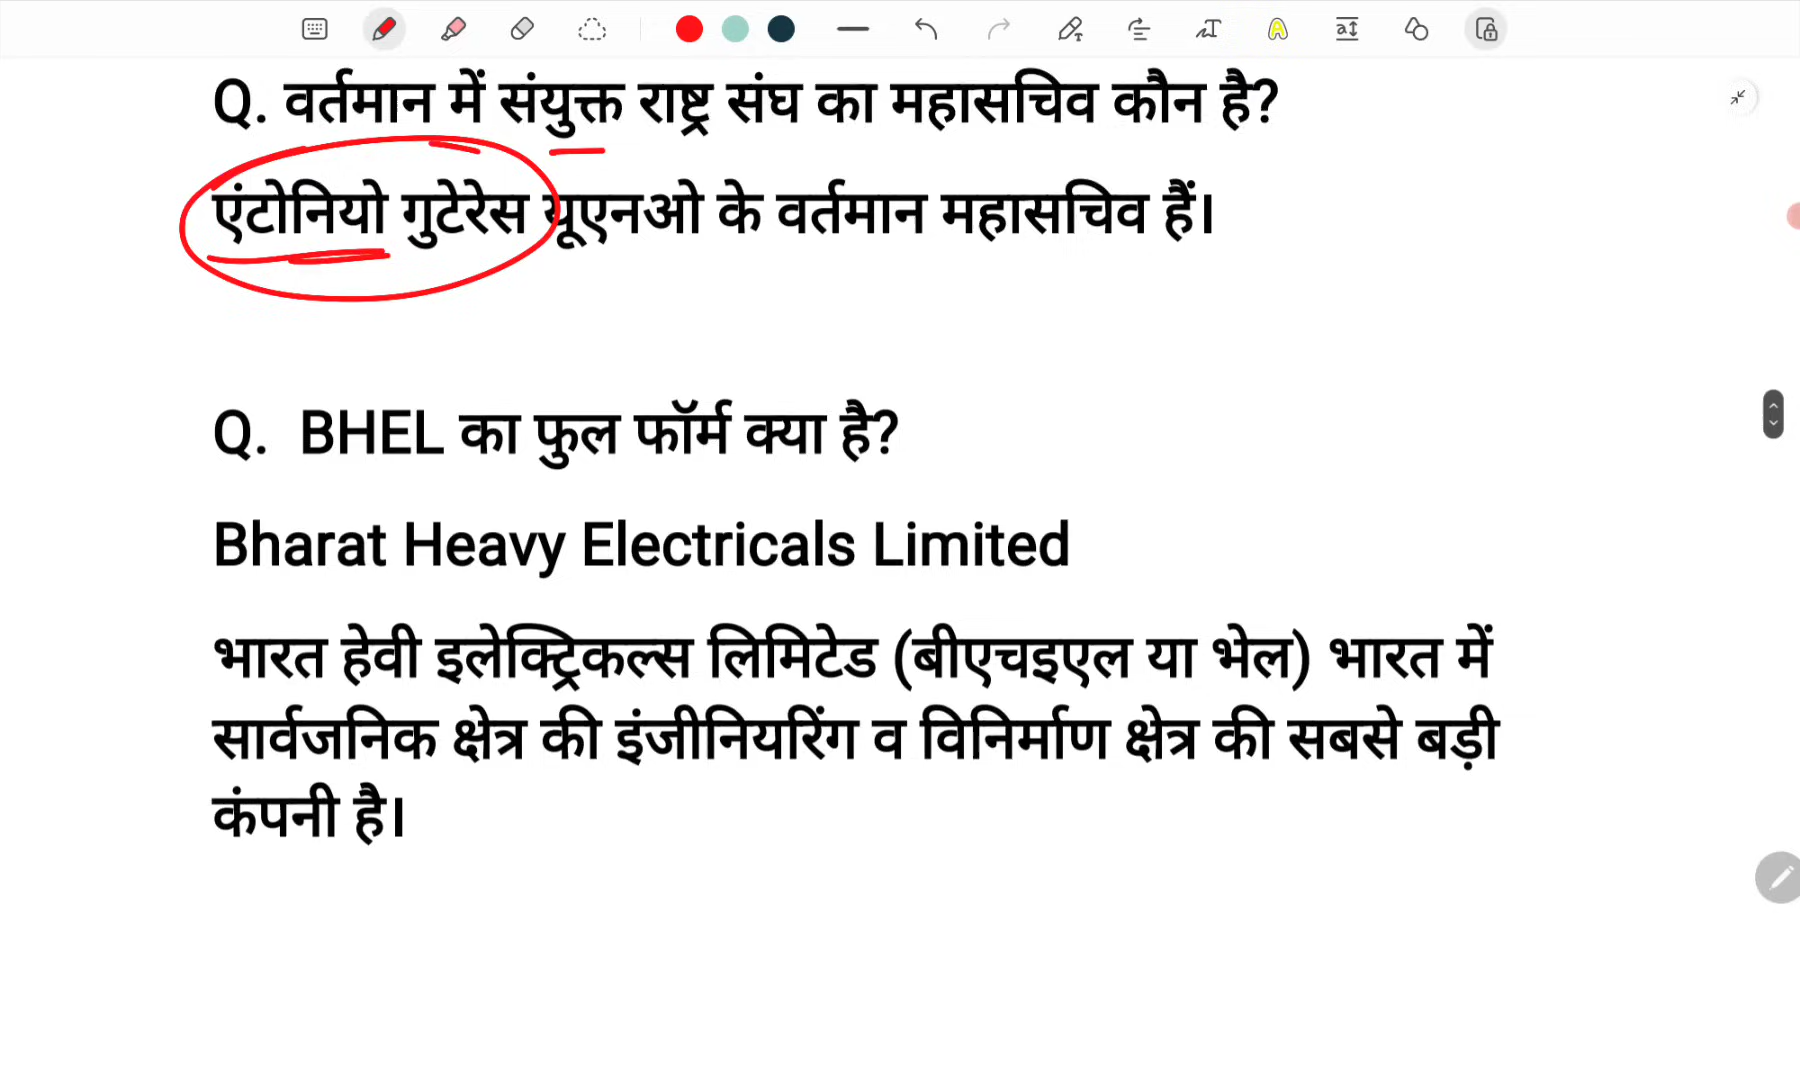 Q. वर्तमान में संयुक्त राष्ट्र संघ का महासचिव कौन है?
एंटोनियो गुटेरेस यूएनओ के वर्तमान महासचिव हैं।
Q. BHEL का फुल फॉर्म क्या है?
Bharat Heavy Electricals Limited
भारत हेवी इलेक्ट्रिकल्स लिमिटेड (बीएचइएल या भेल) भारत में
सार्वजनिक क्षेत्र की इंजीनियरिंग व विनिर्माण क्षेत्र की सबसे बड़ी
कंपनी है।